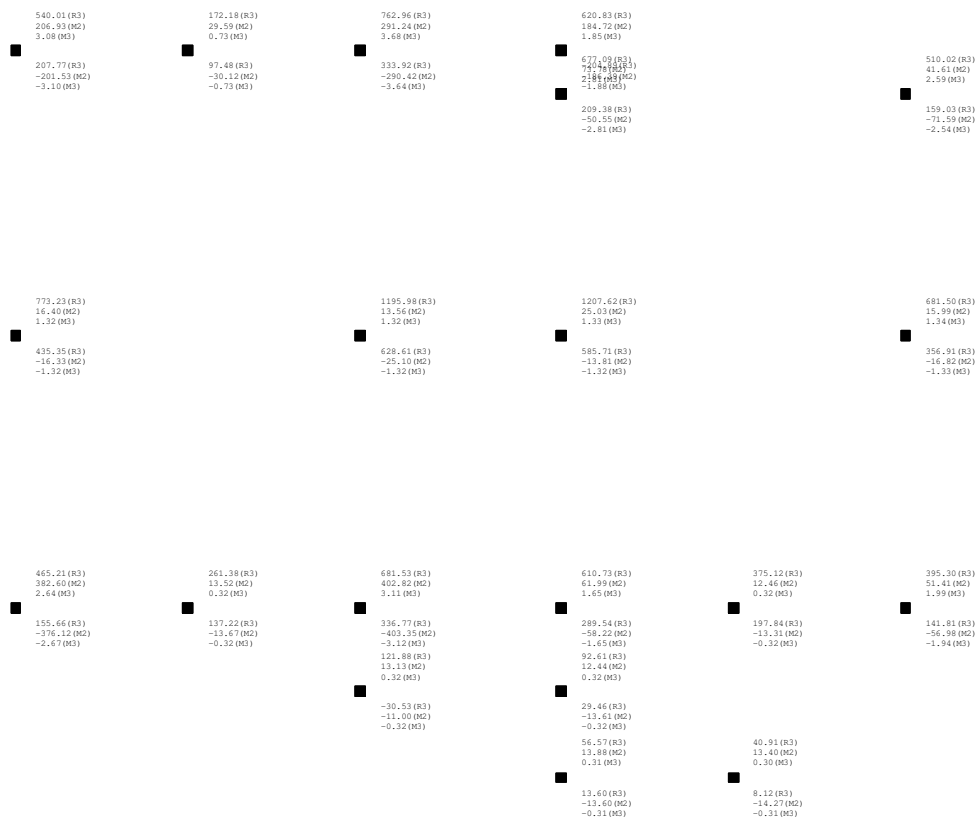 540.01(R3)
206.93(M2)
3.08(M3)
172.18(R3)
29.59(M2)
0.73(M3)
762.96(R3)
291.24(M2)
3.68(M3)
620.83(R3)
184.72(M2)
1.85(M3)
207.77(R3)
-201.53(M2)
-3.10(M3)
97.48(R3)
-30.12(M2)
-0.73(M3)
333.92(R3)
-290.42(M2)
-3.64(M3)
-1.88(M3)
510.02(R3)
41.61(M2)
2.59(M3)
209.38(R3)
-50.55(M2)
-2.81(M3)
159.03(R3)
-71.59(M2)
-2.54(M3)
773.23(R3)
16.40(M2)
1.32(M3)
1195.98(R3)
13.56(M2)
1.32(M3)
1207.62(R3)
25.03(M2)
1.33(M3)
681.50(R3)
15.99(M2)
1.34(M3)
435.35(R3)
-16.33(M2)
-1.32(M3)
628.61(R3)
-25.10(M2)
-1.32(M3)
585.71(R3)
-13.81(M2)
-1.32(M3)
356.91(R3)
-16.82(M2)
-1.33(M3)
465.21(R3)
382.60(M2)
2.64(M3)
261.38(R3)
13.52(M2)
0.32(M3)
681.53(R3)
402.82(M2)
3.11(M3)
610.73(R3)
61.99(M2)
1.65(M3)
375.12(R3)
12.46(M2)
0.32(M3)
395.30(R3)
51.41(M2)
1.99(M3)
155.66(R3)
-376.12(M2)
-2.67(M3)
137.22(R3)
-13.67(M2)
-0.32(M3)
336.77(R3)
-403.35(M2)
-3.12(M3)
289.54(R3)
-58.22(M2)
-1.65(M3)
197.84(R3)
-13.31(M2)
-0.32(M3)
141.81(R3)
-56.98(M2)
-1.94(M3)
121.88(R3)
13.13(M2)
0.32(M3)
92.61(R3)
12.44(M2)
0.32(M3)
-30.53(R3)
-11.00(M2)
-0.32(M3)
29.46(R3)
-13.61(M2)
-0.32(M3)
56.57(R3)
13.88(M2)
0.31(M3)
40.91(R3)
13.40(M2)
0.30(M3)
13.60(R3)
-13.60(M2)
-0.31(M3)
8.12(R3)
-14.27(M2)
-0.31(M3)